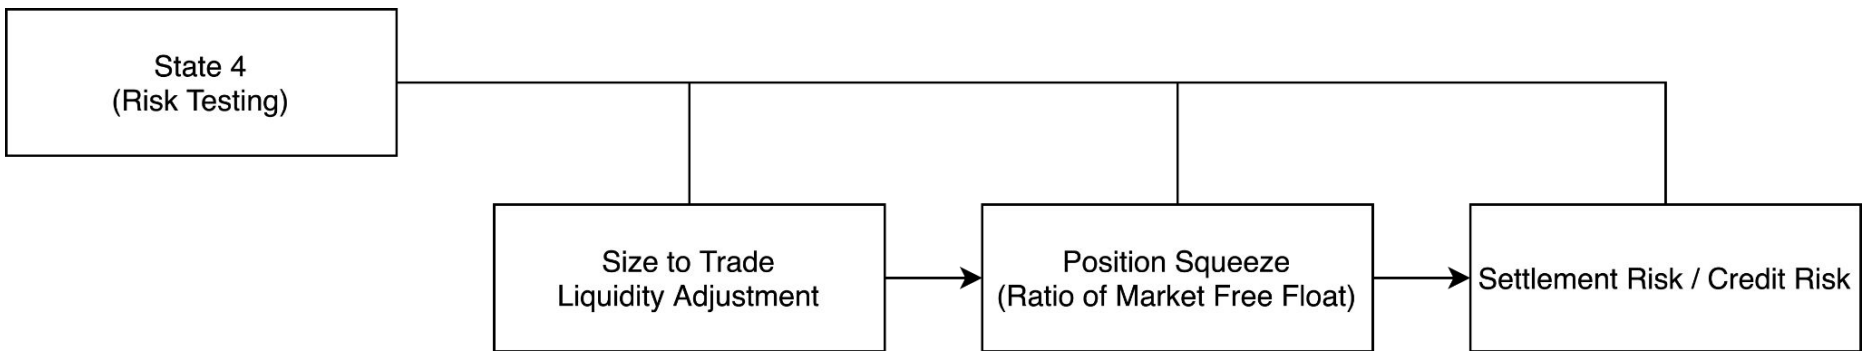 State 4
(Risk Testing)
Size to Trade
Liquidity Adjustment
Position Squeeze
(Ratio of Market Free Float)
Settlement Risk / Credit Risk